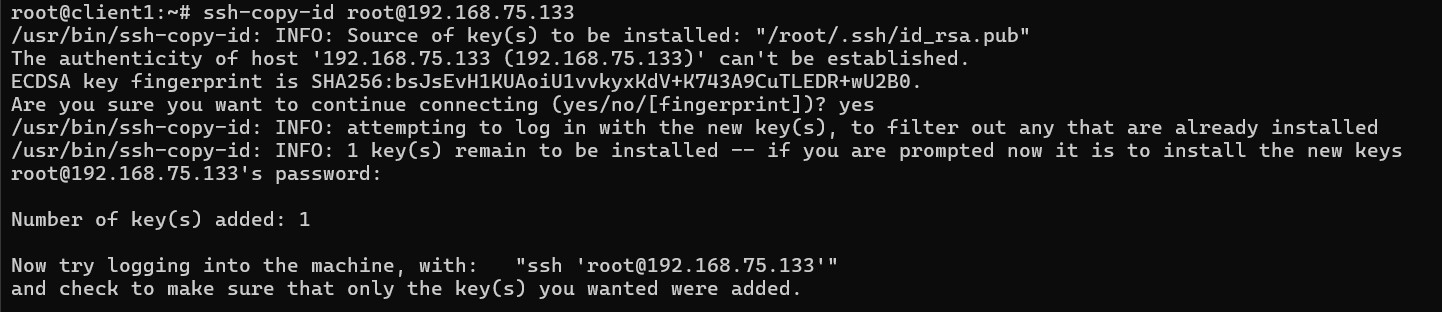 root@client1:~# ssh-copy-id root@192.168.75.133
/usr/bin/ssh-copy-id: INFO: Source of key(s) to be installed: "/root/.ssh/id_rsa.pub"
The authenticity of host '192.168.75.133 (192.168.75.133)' can't be established.
ECDSA key fingerprint is SHA256:bsJsEvH1KUAoiU1vvkyxKdV+K743A9CuTLEDR+wU2B0.
Are you sure you want to continue connecting (yes/no/[fingerprint])? yes
/usr/bin/ssh-copy-id: INFO: attempting to log in with the new key(s), to filter out any that are already installed
/usr/bin/ssh-copy-id: INFO: 1 key(s) remain to be installed -- if you are prompted now it is to install the new keys
root@192.168.75.133's password:
Number of key(s) added: 1
Now try logging into the machine, with:   "ssh 'root@192.168.75.133'"
and check to make sure that only the key(s) you wanted were added.